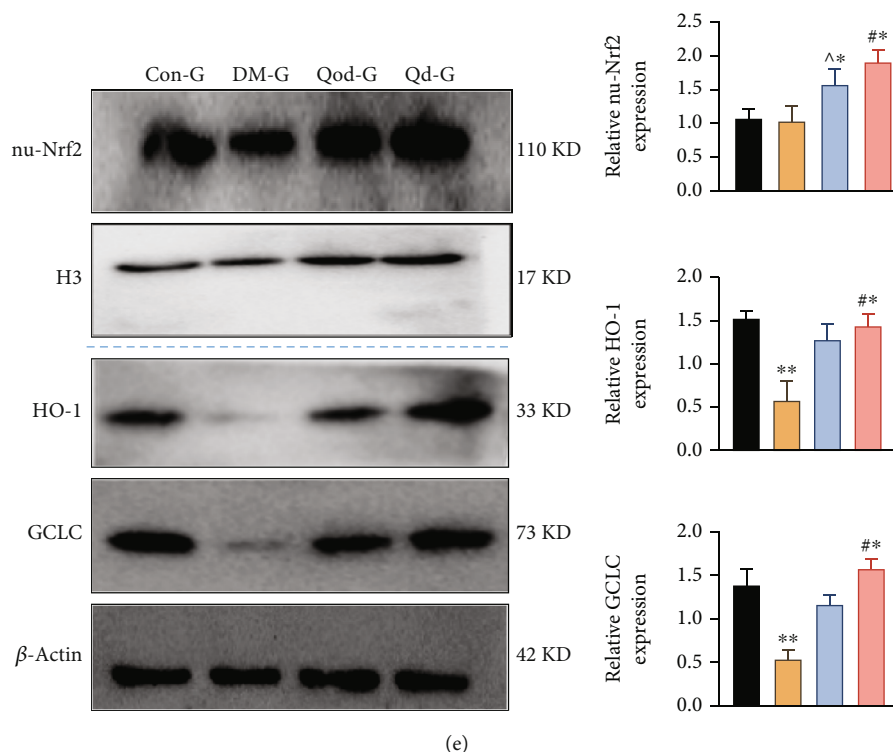 Con-G DM-G Qod-G Qd-G
nu-Nrf2 110 KD
H3 17 KD
HO-1 33 KD
GCLC 73 KD
β-Actin 42 KD
Relative nu-Nrf2
expression
2.5
2.0
1.5
1.0
0.5
0.0
^*
#*
Relative HO-1
expression
2.0
1.5
1.0
0.5
0.0
**
#*
Relative GCLC
expression
2.0
1.5
1.0
0.5
0.0
**
#*
(e)